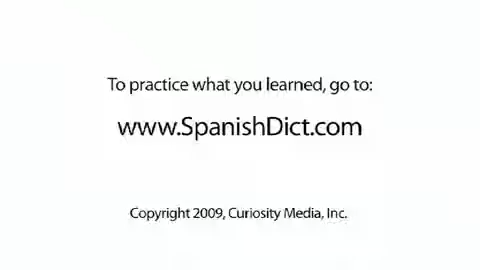 To practice what you learned, go to:
www.SpanishDict.com
Copyright 2009, Curiosity Media, Inc.